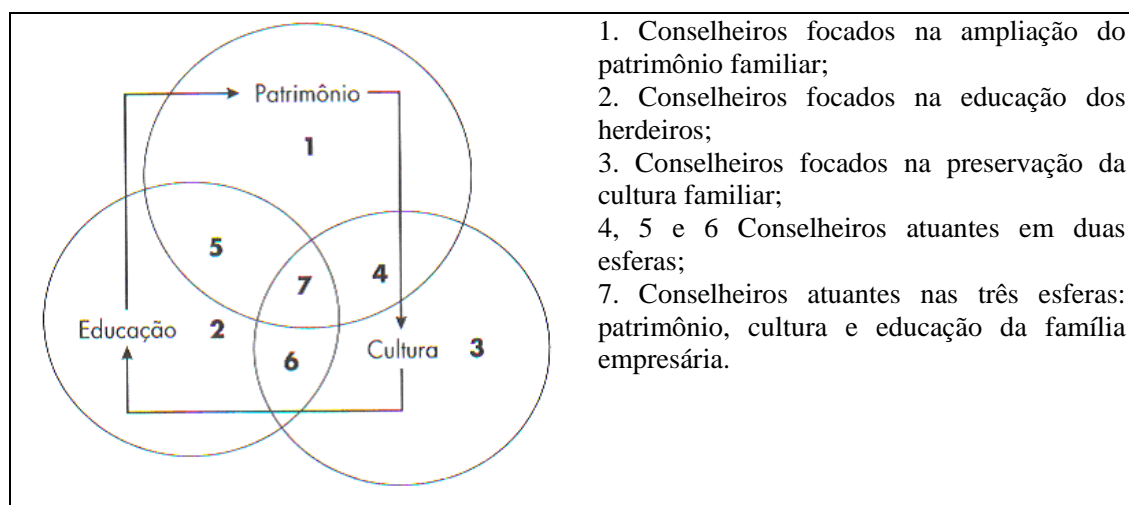 Patrimônio
1
5
7
4
Educação
2
6
Cultura
3
1. Conselheiros focados na ampliação do
patrimônio familiar;
2. Conselheiros focados na educação dos
herdeiros;
3. Conselheiros focados na preservação da
cultura familiar;
4, 5 e 6 Conselheiros atuantes em duas
esferas;
7. Conselheiros atuantes nas três esferas:
patrimônio, cultura e educação da família
empresária.